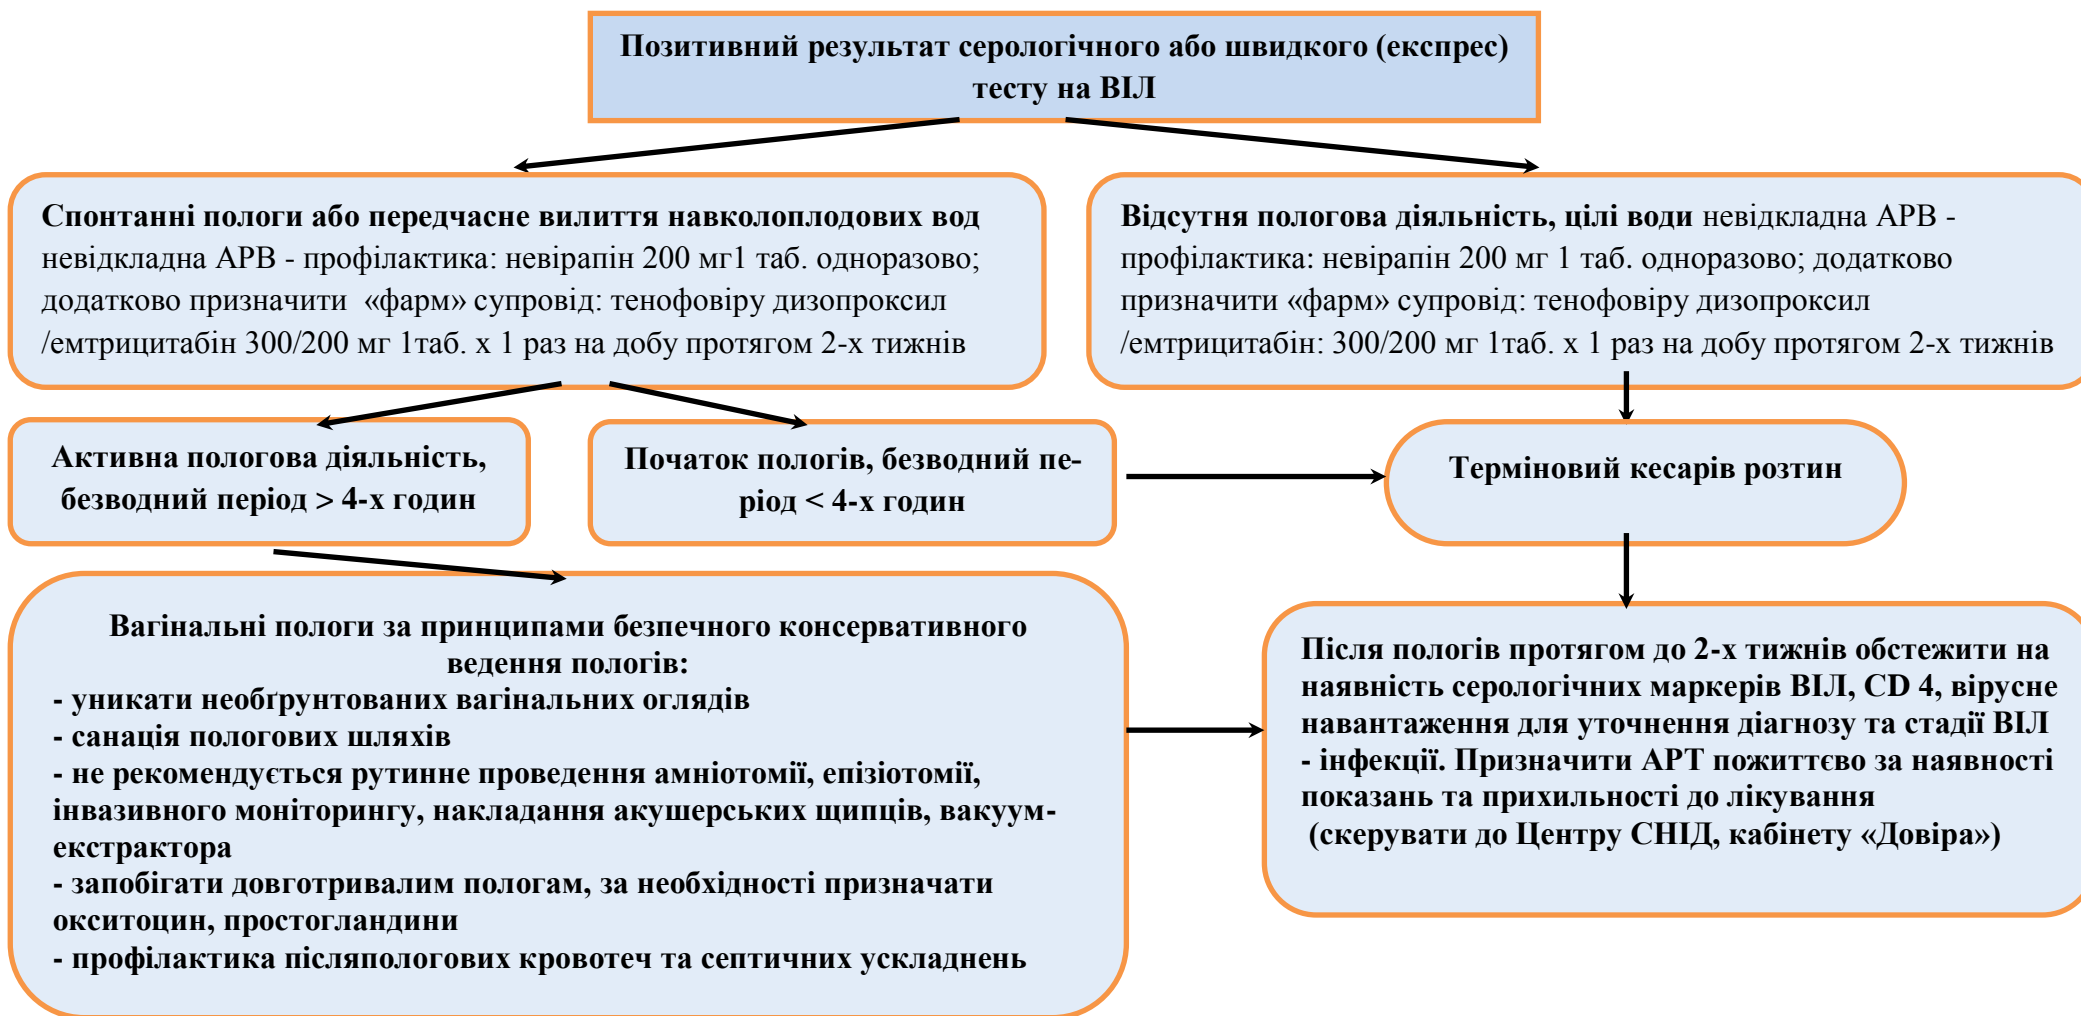 Позитивний результат серологічного або швидкого (експрес)
тесту на ВІЛ
Спонтанні пологи або передчасне вилиття навколоплодових вод
невідкладна АРВ - профілактика: невірапін 200 мг1 таб. одноразово;
додатково призначити «фарм» супровід: тенофовіру дизопроксил
/емтрицитабін 300/200 мг 1таб. х 1 раз на добу протягом 2-х тижнів
Відсутня пологова діяльність, цілі води невідкладна АРВ -
профілактика: невірапін 200 мг 1 таб. одноразово; додатково
призначити «фарм» супровід: тенофовіру дизопроксил
/емтрицитабін: 300/200 мг 1таб. х 1 раз на добу протягом 2-х тижнів
Активна пологова діяльність,
безводний період > 4-х годин
Початок пологів, безводний пе-
ріод < 4-х годин
Терміновий кесарів розтин
Вагінальні пологи за принципами безпечного консервативного
ведення пологів:
- уникати необґрунтованих вагінальних оглядів
- санація пологових шляхів
- не рекомендується рутинне проведення амніотомії, епізіотомії,
інвазивного моніторингу, накладання акушерських щипців, вакуум-
екстрактора
- запобігати довготривалим пологам, за необхідності призначати
окситоцин, простогландини
- профілактика післяпологових кровотеч та септичних ускладнень
Після пологів протягом до 2-х тижнів обстежити на
наявність серологічних маркерів ВІЛ, CD 4, вірусне
навантаження для уточнення діагнозу та стадії ВІЛ
- інфекції. Призначити АРТ пожиттєво за наявності
показань та прихильності до лікування
(скерувати до Центру СНІД, кабінету «Довіра»)